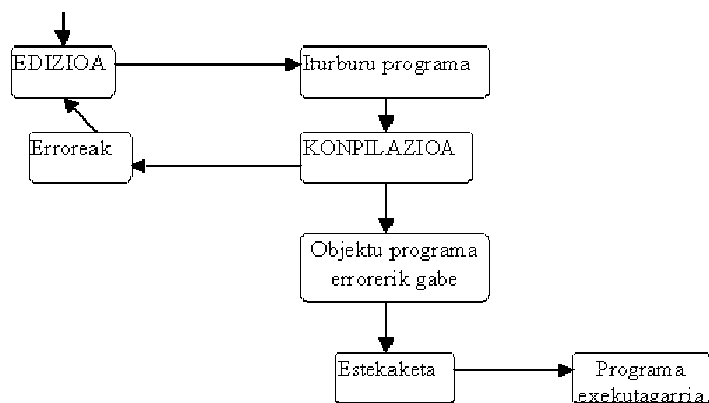 EDIZIOA
Iturburu programa
Erroreak
KONPILAZIOA
Objektu programa
errorerik gabe
Estekaketa
Programa
exekutagarria